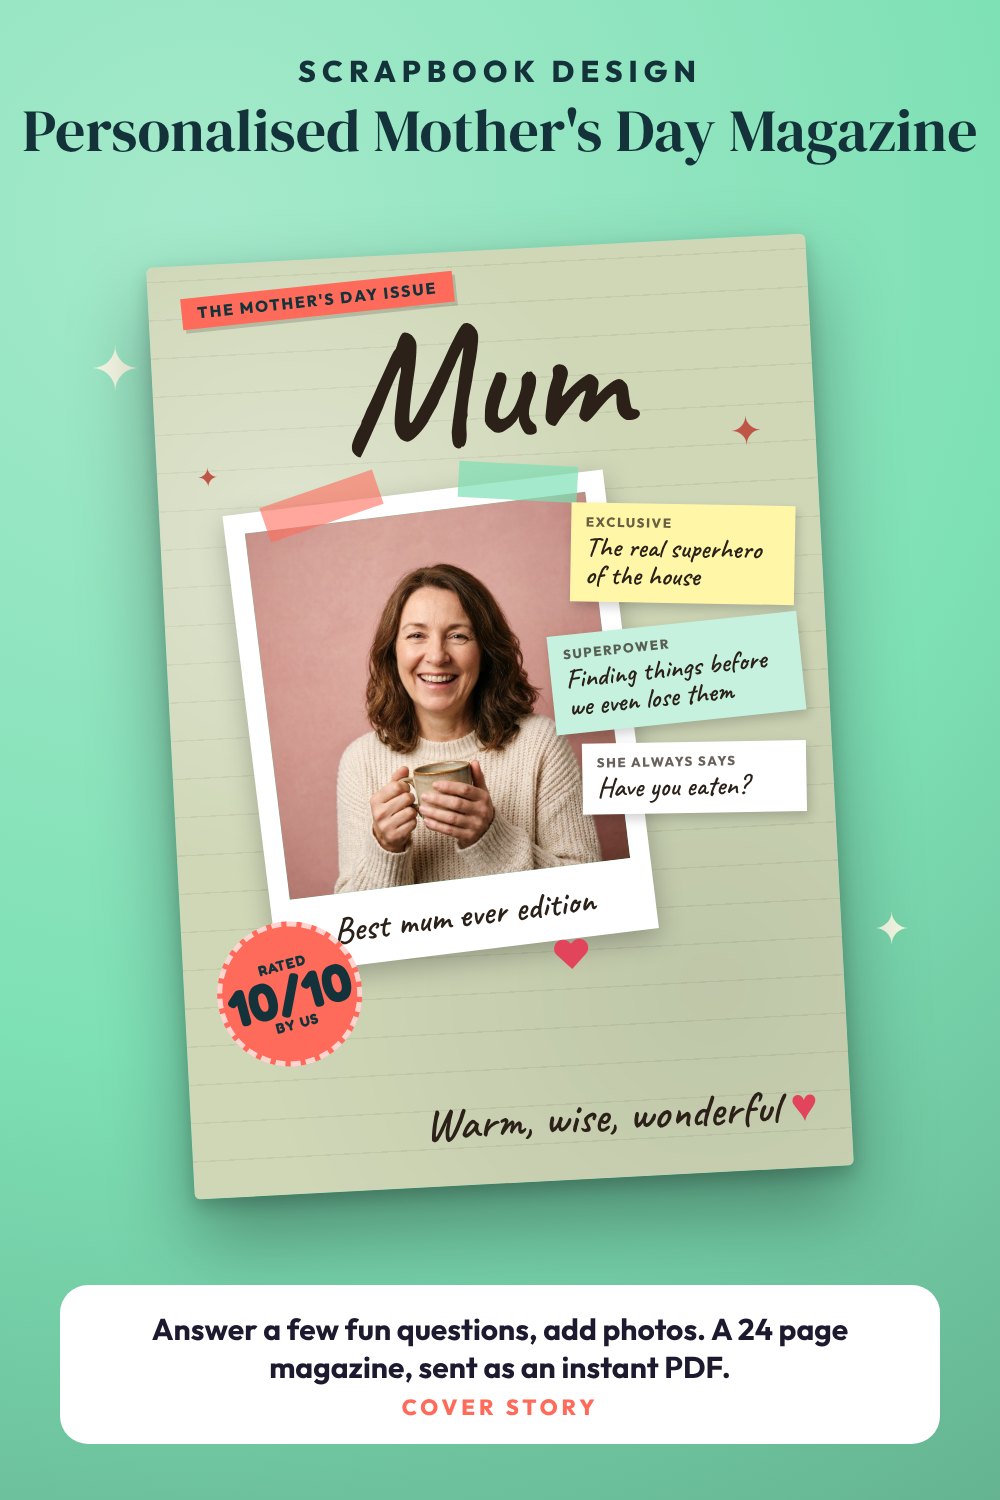 SCRAPBOOK DESIGN
Personalised Mother's Day Magazine
THE MOTHER'S DAY ISSUE
Mum
EXCLUSIVE
The real superhero
of the house
SUPERPOWER
Finding things before
we even lose them
SHE ALWAYS SAYS
Have you eaten?
Best mum ever edition
RATED
10/10
BY US
Warm, wise, wonderful♥
Answer a few fun questions, add photos. A 24 page
magazine, sent as an instant PDF.
COVER STORY